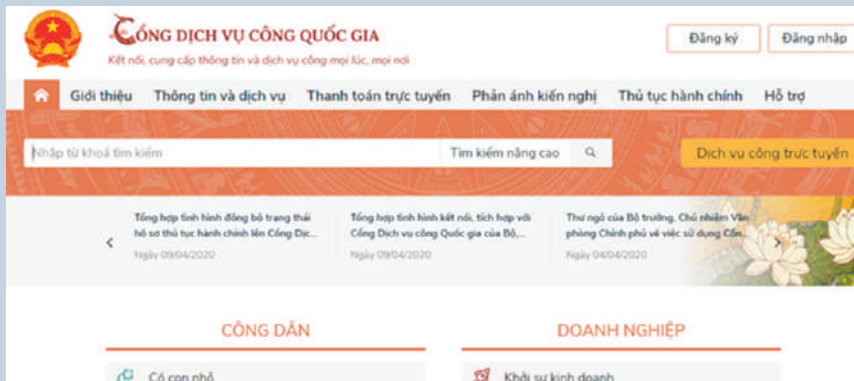 CỔNG DỊCH VỤ CÔNG QUỐC GIA
Kết nối, cung cấp thông tin và dịch vụ công mọi lúc, mọi nơi
Đăng ký
Đăng nhập
Giới thiệu
Thông tin và dịch vụ
Thanh toán trực tuyến
Phản ánh kiến nghị
Thủ tục hành chính
Hỗ trợ
Nhập từ khoá tìm kiếm
Tìm kiếm nâng cao
Dịch vụ công trực tuyến
Tổng hợp tình hình đồng bộ trạng thái
hồ sơ thủ tục hành chính lên Cổng Dịc...
Ngày 09/04/2020
Tổng hợp tình hình kết nối, tích hợp với
Cổng Dịch vụ công Quốc gia của Bộ,...
Ngày 09/04/2020
Thư ngỏ của Bộ trưởng, Chủ nhiệm Văn
phòng Chính phủ về việc sử dụng Cổn...
Ngày 04/04/2020
CÔNG DÂN
DOANH NGHIỆP
Có con nhỏ
Khởi sự kinh doanh